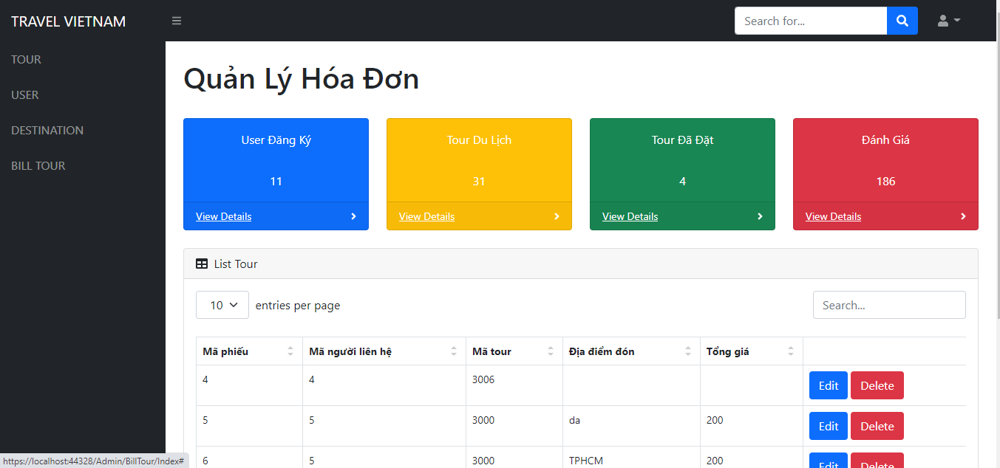 TRAVEL VIETNAM
Search for...
TOUR
USER
DESTINATION
BILL TOUR
Quản Lý Hóa Đơn
User Đăng Ký
11
View Details
Tour Du Lịch
31
View Details
Tour Đã Đặt
4
View Details
Đánh Giá
186
View Details
List Tour
10 entries per page
Search...
Mã phiếu Mã người liên hệ Mã tour Địa điểm đón Tổng giá
4 4 3006 Edit Delete
5 5 3000 da 200 Edit Delete
6 5 3000 TPHCM 200 Edit Delete
https://localhost:44328/Admin/BillTour/Index#